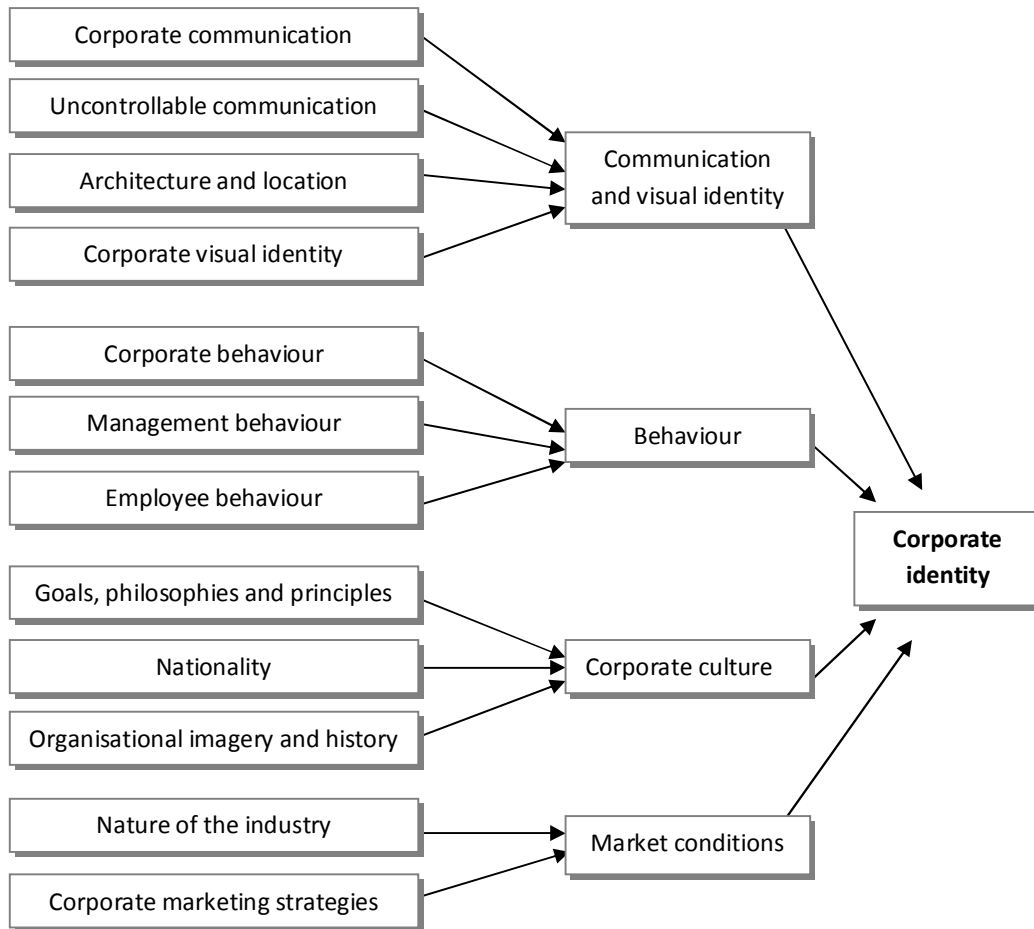 Corporate communication
Uncontrollable communication
Architecture and location
Corporate visual identity
Communication
and visual identity
Corporate behaviour
Management behaviour
Employee behaviour
Behaviour
Corporate
identity
Goals, philosophies and principles
Nationality
Organisational imagery and history
Corporate culture
Nature of the industry
Corporate marketing strategies
Market conditions